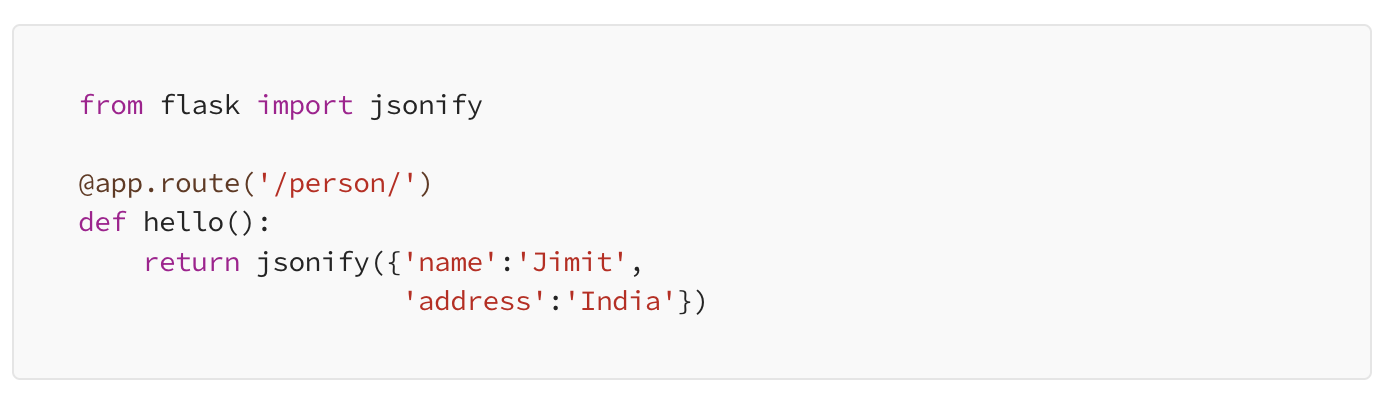 from flask import jsonify

@app.route('/person/')
def hello():
    return jsonify({'name':'Jimit',
                    'address':'India'})